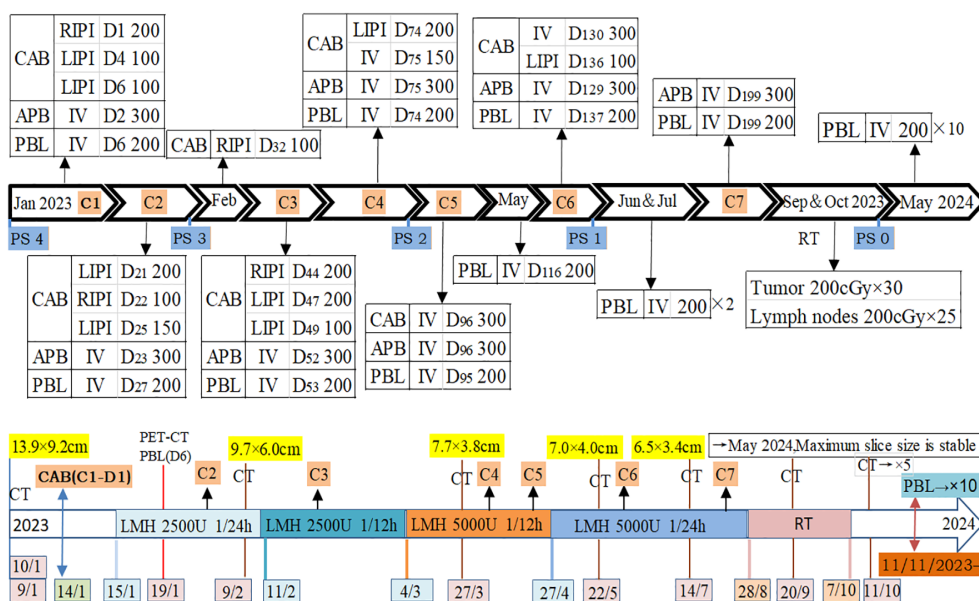 RIPI D1 200
CAB LIPI D4 100
LIPI D6 100
APB IV D2 300
PBL IV D6 200
CAB RIPI D32 100
LIPI D74 200
CAB IV D75 150
APB IV D75 300
PBL IV D74 200
IV D130 300
CAB LIPI D136 100
APB IV D129 300
PBL IV D137 200
APB IV D199 300
PBL IV D199 200
PBL IV 200 ×10
Jan 2023 C1 C2 Feb C3 C4 C5 May C6 Jun & Jul C7 Sep & Oct 2023 May 2024
PS 4 PS 3 PS 2 PS 1 RT PS 0
LIPI D21 200
CAB RIPI D22 100
LIPI D25 150
APB IV D23 300
PBL IV D27 200
RIPI D44 200
CAB LIPI D47 200
LIPI D49 100
APB IV D52 300
PBL IV D53 200
CAB IV D96 300
APB IV D96 300
PBL IV D95 200
PBL IV D116 200
PBL IV 200 ×2
Tumor 200cGy×30
Lymph nodes 200cGy×25
13.9×9.2cm PET-CT 9.7×6.0cm 7.7×3.8cm 7.0×4.0cm 6.5×3.4cm →May 2024,Maximum slice size is stable
PBL(D6)
CT CAB(C1-D1) C2 CT C3 CT C4 C5 CT C6 CT C7 CT CT→×5 PBL→×10
2023 LMH 2500U 1/24h LMH 2500U 1/12h LMH 5000U 1/12h LMH 5000U 1/24h RT 2024
10/1 11/11/2023-
9/1 14/1 15/1 19/1 9/2 11/2 4/3 27/3 27/4 22/5 14/7 28/8 20/9 7/10 11/10